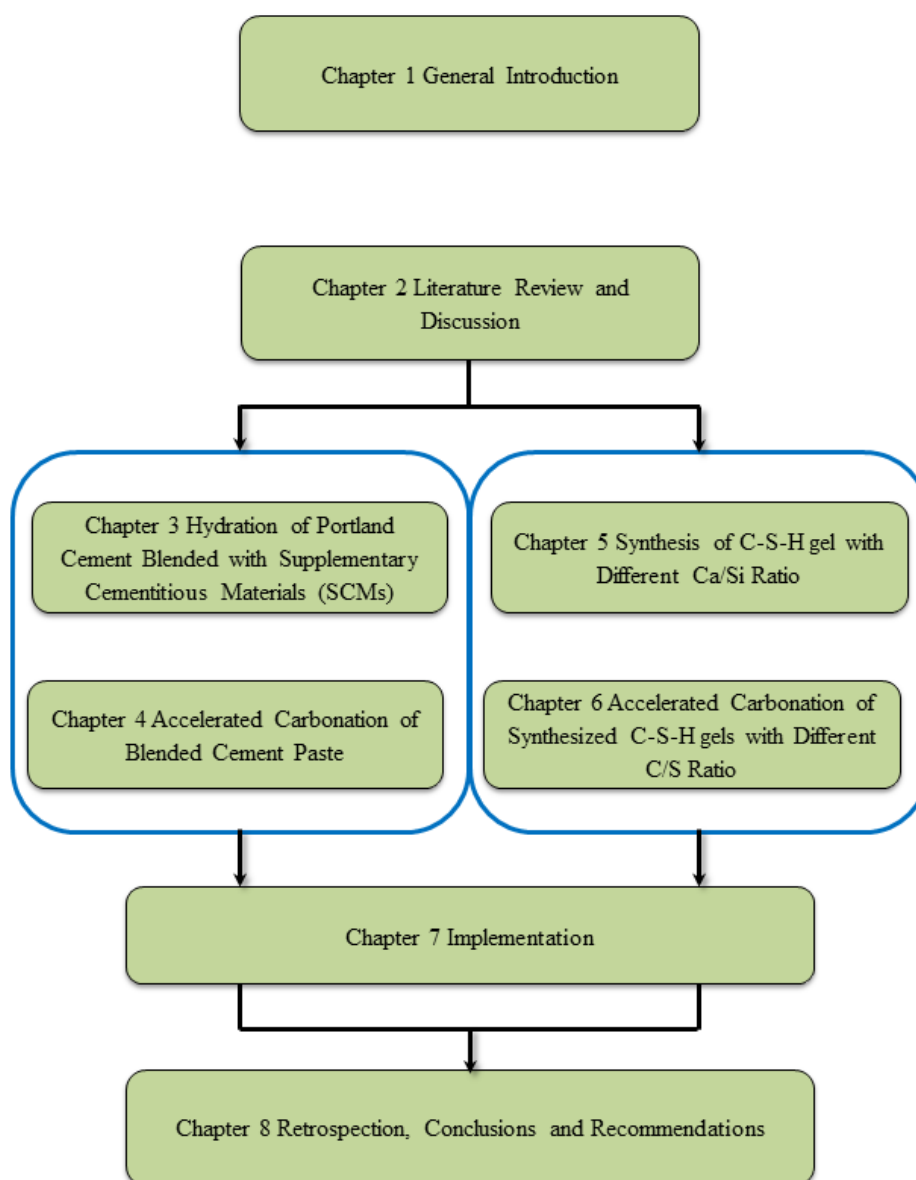 Chapter 1 General Introduction
Chapter 2 Literature Review and
Discussion
Chapter 3 Hydration of Portland
Cement Blended with Supplementary
Cementitious Materials (SCMs)
Chapter 4 Accelerated Carbonation of
Blended Cement Paste
Chapter 5 Synthesis of C-S-H gel with
Different Ca/Si Ratio
Chapter 6 Accelerated Carbonation of
Synthesized C-S-H gels with Different
C/S Ratio
Chapter 7 Implementation
Chapter 8 Retrospection, Conclusions and Recommendations